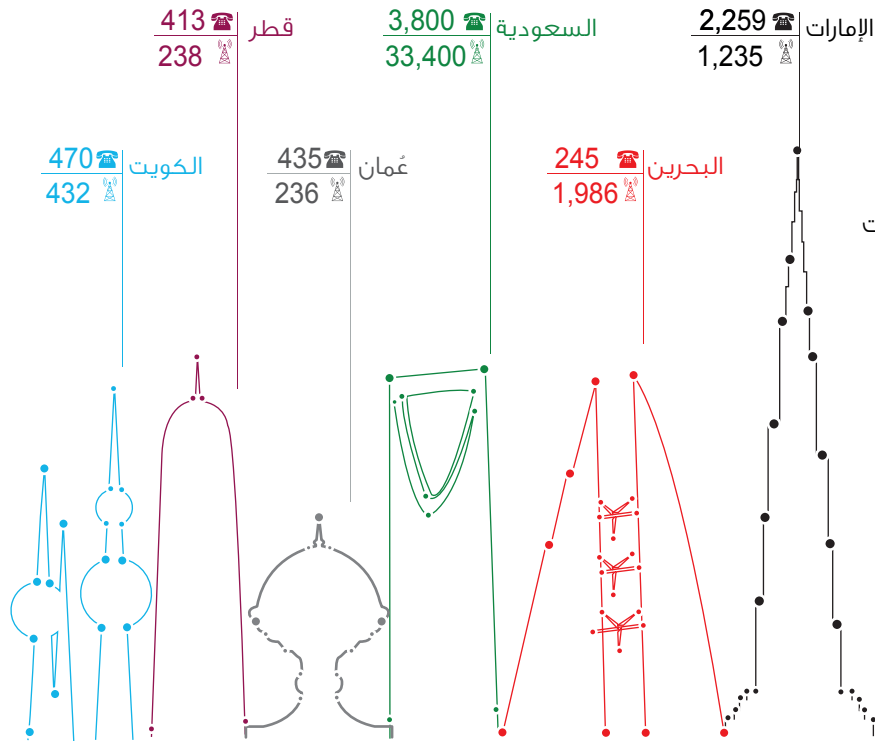 الإمارات
2,259
1,235
السعودية
3,800
33,400
قطر
413
238
البحرين
245
1,986
عُمان
435
236
الكويت
470
432